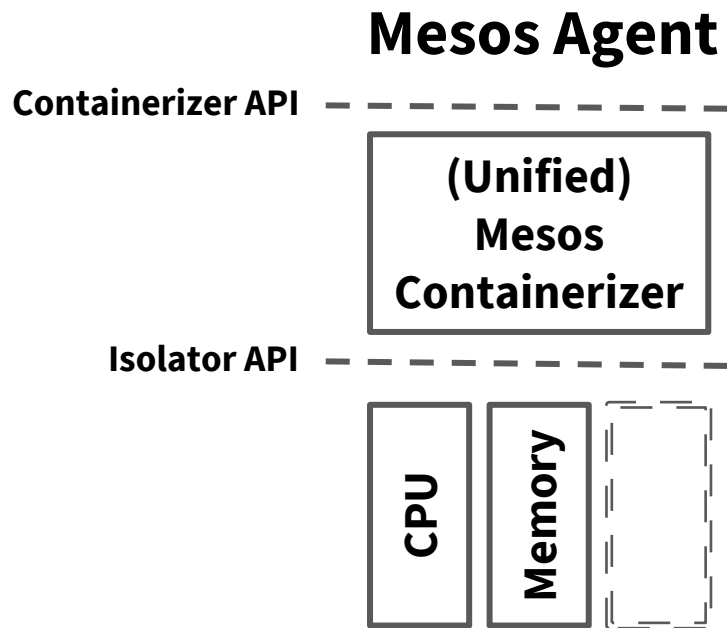 Mesos Agent
Containerizer API
(Unified)
Mesos
Containerizer
Isolator API
CPU
Memory